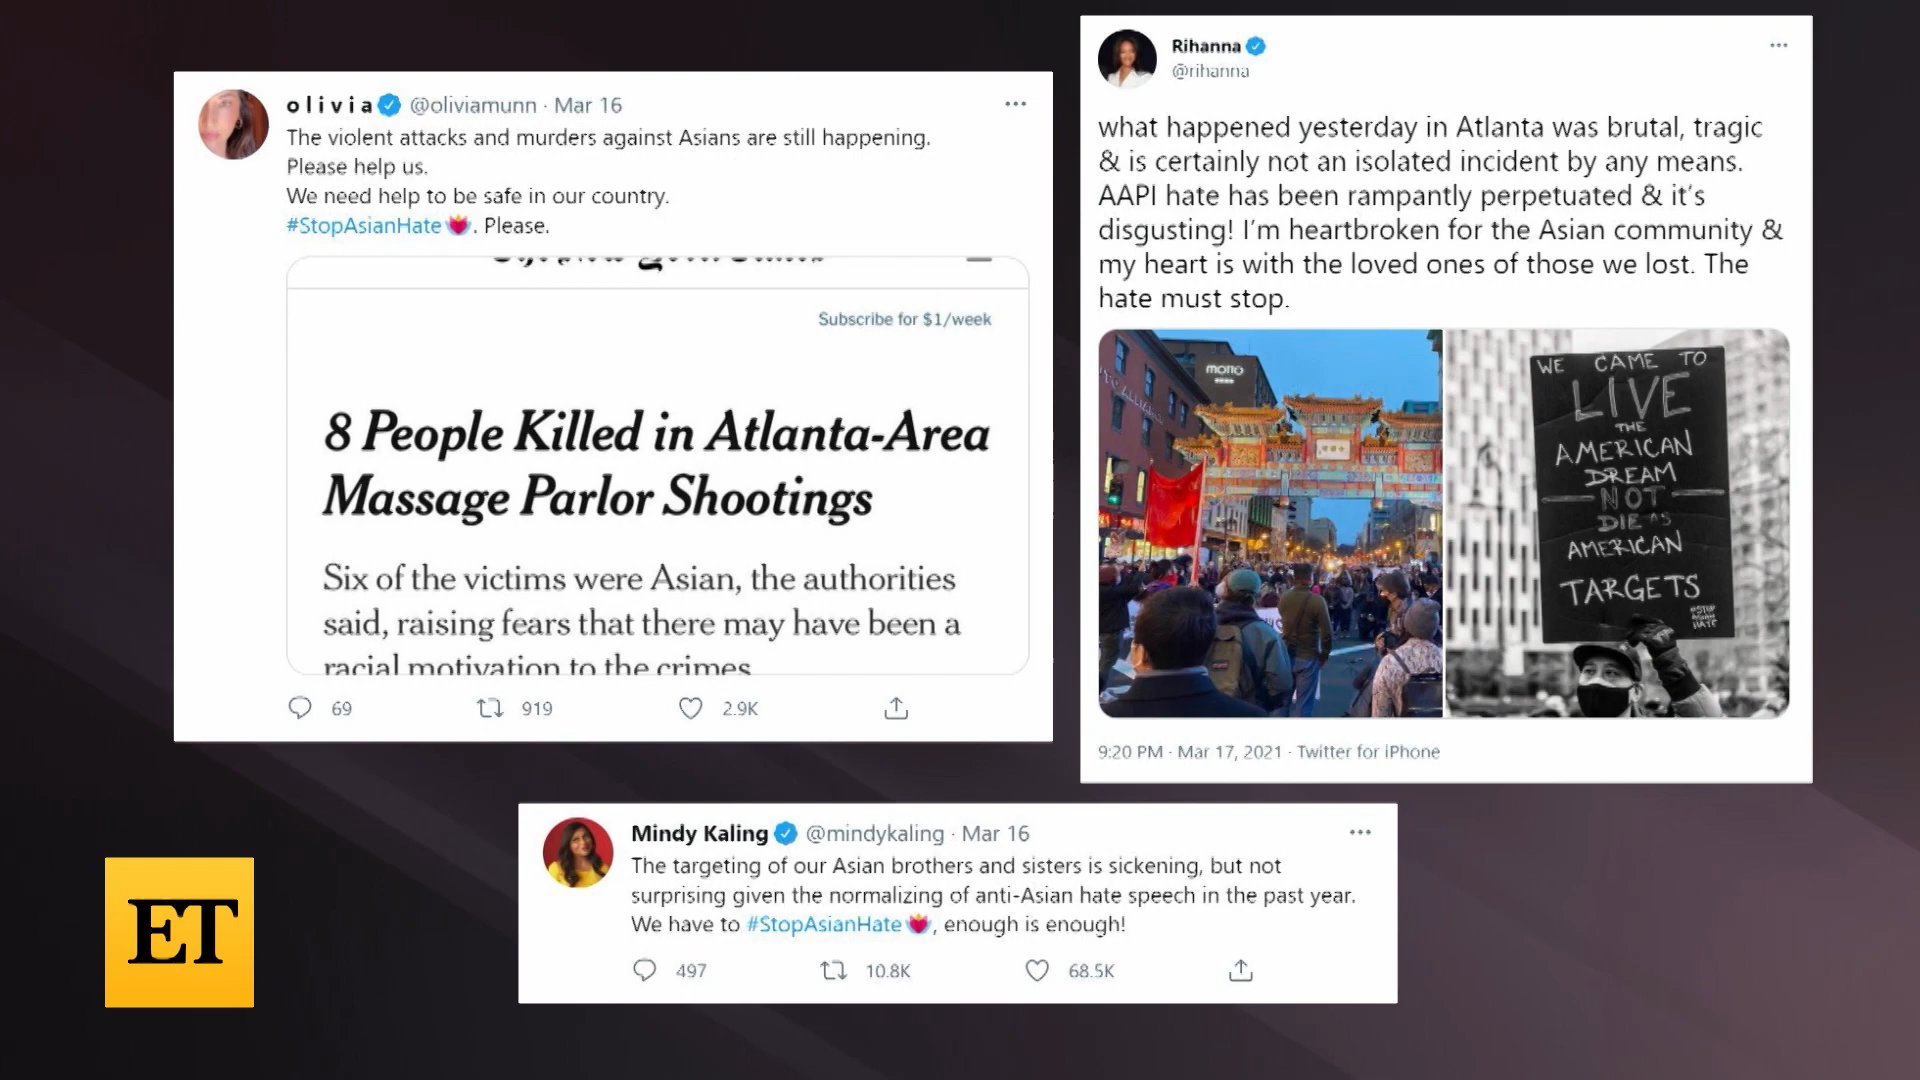 olivia @oliviamunn · Mar 16
The violent attacks and murders against Asians are still happening.
Please help us.
We need help to be safe in our country.
#StopAsianHate. Please.
Subscribe for $1/week
8 People Killed in Atlanta-Area
Massage Parlor Shootings
Six of the victims were Asian, the authorities
said, raising fears that there may have been a
racial motivation to the crimes.
69 919 2.9K
Rihanna
@rihanna
what happened yesterday in Atlanta was brutal, tragic
& is certainly not an isolated incident by any means.
AAPI hate has been rampantly perpetuated & it's
disgusting! I'm heartbroken for the Asian community &
my heart is with the loved ones of those we lost. The
hate must stop.
MOTTO
WE CAME TO
LIVE
THE
AMERICAN
DREAM
NOT
DIE AS
AMERICAN
TARGETS
#STOP
ASIAN
HATE
9:20 PM · Mar 17, 2021 · Twitter for iPhone
Mindy Kaling @mindykaling · Mar 16
The targeting of our Asian brothers and sisters is sickening, but not
surprising given the normalizing of anti-Asian hate speech in the past year.
We have to #StopAsianHate, enough is enough!
497 10.8K 68.5K
ET